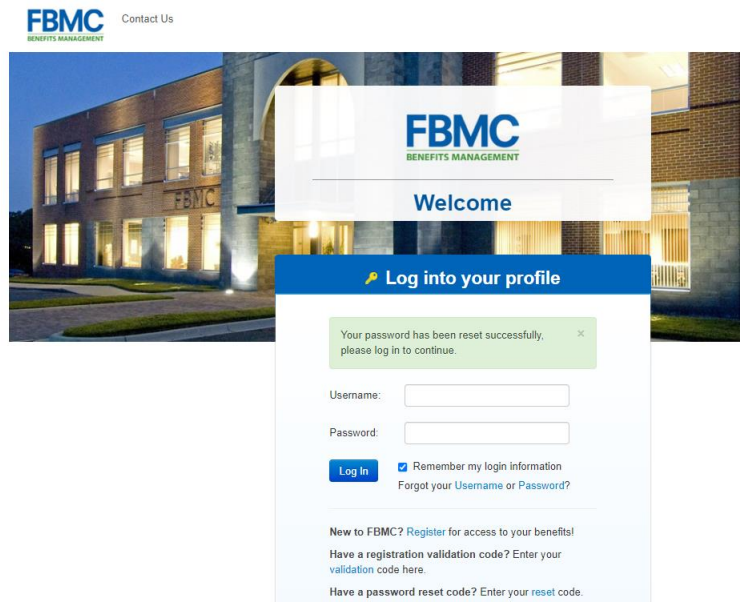 FBMC
BENEFITS MANAGEMENT
Contact Us
FBMC
FBMC
BENEFITS MANAGEMENT
Welcome
Log into your profile
Your password has been reset successfully,
please log in to continue.
×
Username:
Password:
Log In
Remember my login information
Forgot your Username or Password?
New to FBMC? Register for access to your benefits!
Have a registration validation code? Enter your
validation code here.
Have a password reset code? Enter your reset code.